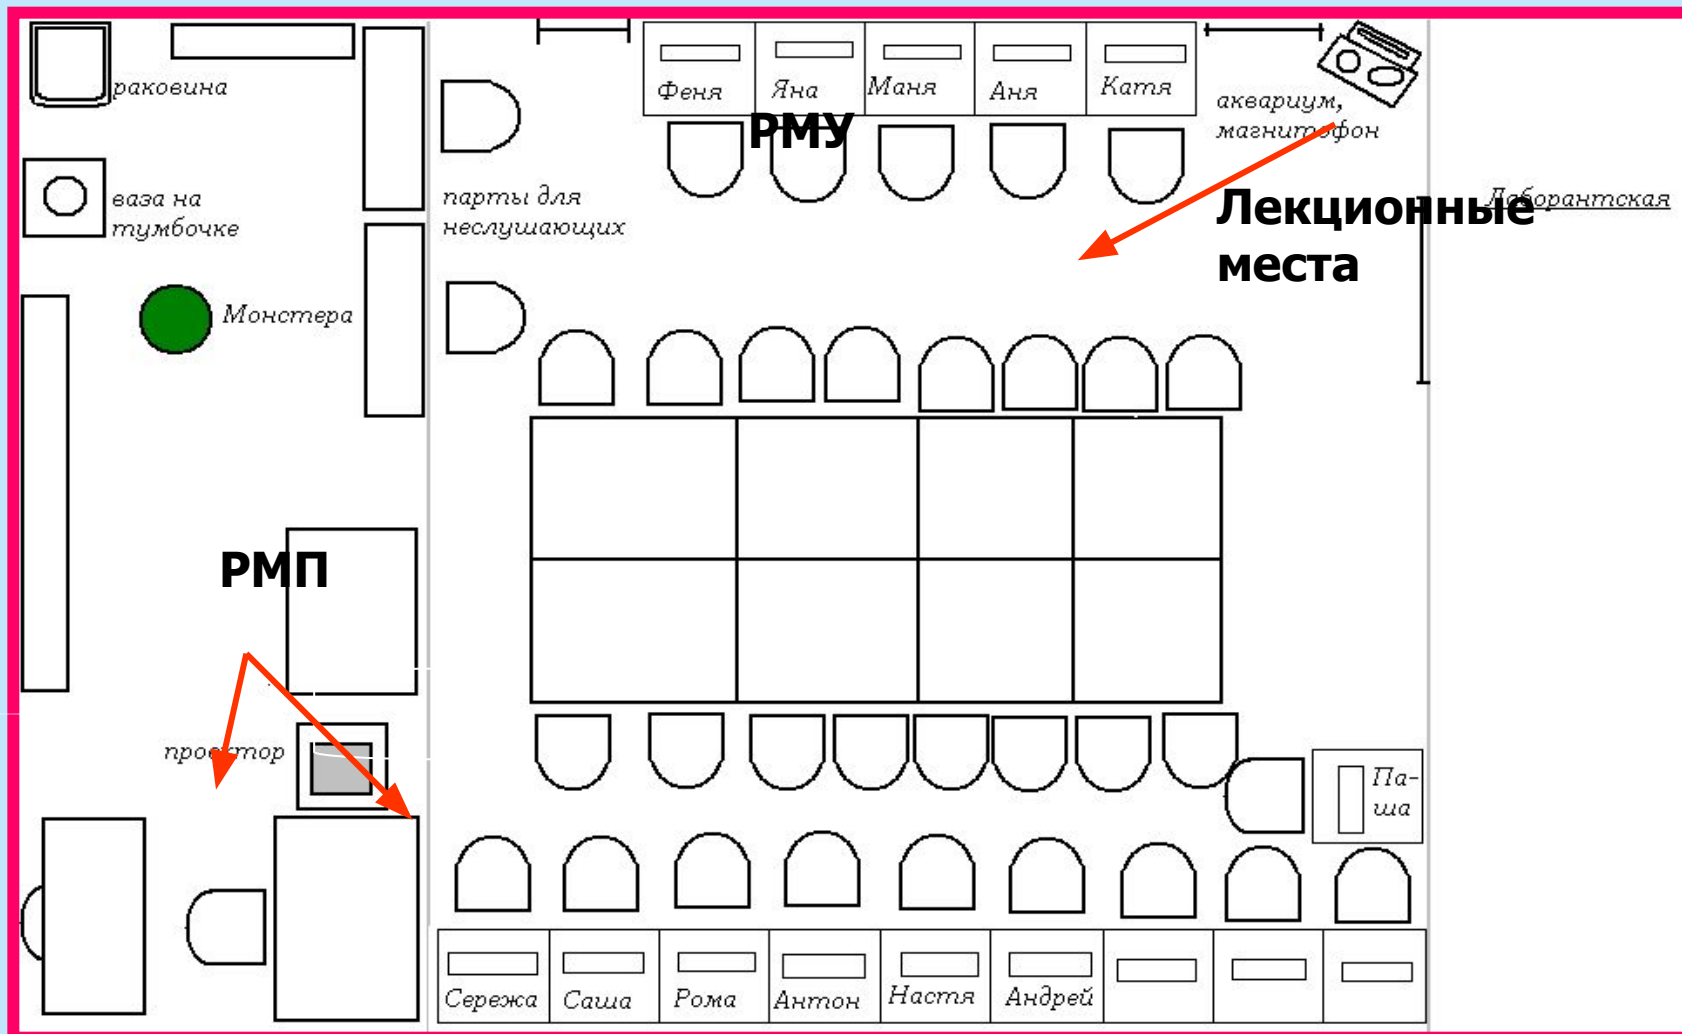 Феня
Яна
Маня
Аня
Катя
раковина
аквариум,
магнитофон
РМУ
ваза на
тумбочке
парты для
неслушающих
Лекционные
места
Лаборантская
Монстера
РМП
проектор
Па-
ша
Сережа
Саша
Рома
Антон
Настя
Андрей